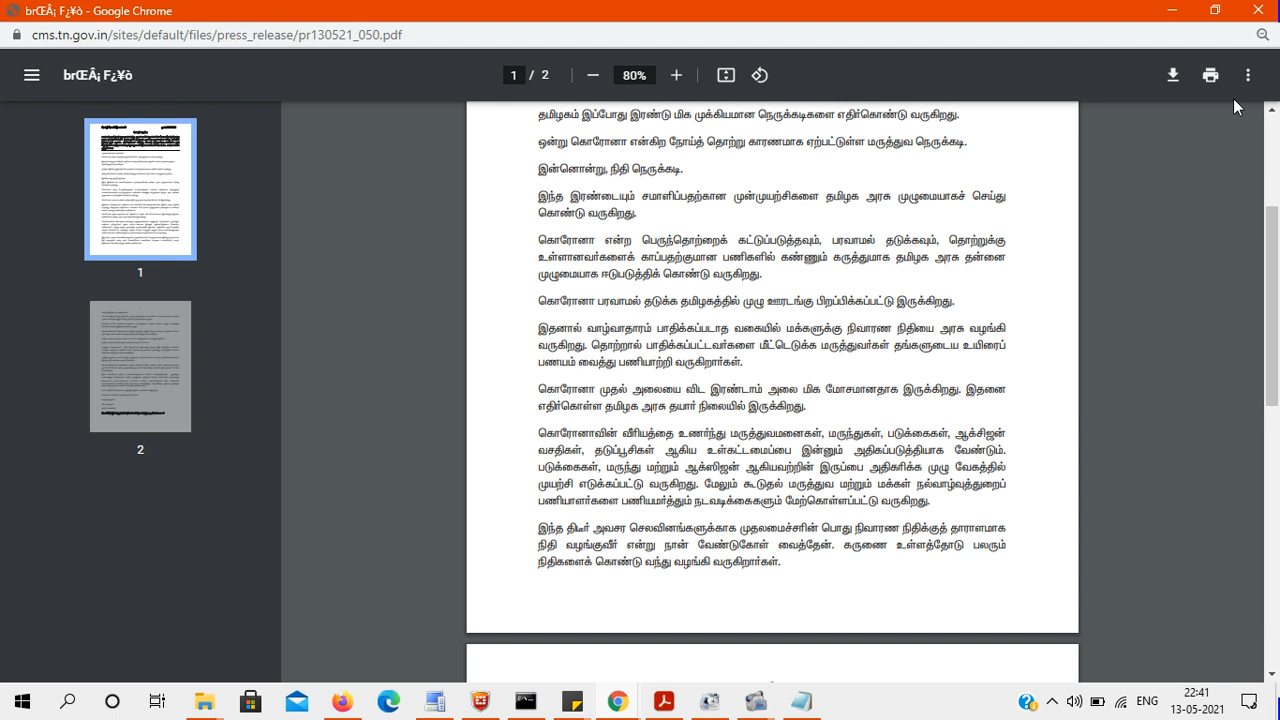 brŒÂ¡ F¿¥ò - Google Chrome
cms.tn.gov.in/sites/default/files/press_release/pr130521_050.pdf
brŒÂ¡ F¿¥ò
1 / 2
80%
தமிழகம் இப்போது இரண்டு மிக முக்கியமான நெருக்கடிகளை எதிர்கொண்டு வருகிறது.
ஒன்று கொரோனா என்கிற நோய்த் தொற்று காரணமாக ஏற்பட்டுள்ள மருத்துவ நெருக்கடி.
இன்னொன்று, நிதி நெருக்கடி.
இந்த இரண்டையும் சமாளிப்பதற்கான முன்முயற்சிகளை தமிழக அரசு முழுமையாகச் செய்து
கொண்டு வருகிறது.
கொரோனா என்ற பெருந்தொற்றைக் கட்டுப்படுத்தவும், பரவாமல் தடுக்கவும், தொற்றுக்கு
உள்ளானவர்களைக் காப்பதற்குமான பணிகளில் கண்ணும் கருத்துமாக தமிழக அரசு தன்னை
முழுமையாக ஈடுபடுத்திக் கொண்டு வருகிறது.
கொரோனா பரவாமல் தடுக்க தமிழகத்தில் முழு ஊரடங்கு பிறப்பிக்கப்பட்டு இருக்கிறது.
இதனால் வாழ்வாதாரம் பாதிக்கப்படாத வகையில் மக்களுக்கு நிவாரண நிதியை அரசு வழங்கி
வருகிறது. தொற்றால் பாதிக்கப்பட்டவர்களை மீட்டெடுக்க மருத்துவர்கள் தங்களுடைய உயிரைப்
பணயம் வைத்து பணியாற்றி வருகிறார்கள்.
கொரோனா முதல் அலையை விட இரண்டாம் அலை மிக மோசமானதாக இருக்கிறது. இதனை
எதிர்கொள்ள தமிழக அரசு தயார் நிலையில் இருக்கிறது.
கொரோனாவின் வீரியத்தை உணர்ந்து மருத்துவமனைகள், மருந்துகள், படுக்கைகள், ஆக்சிஜன்
வசதிகள், தடுப்பூசிகள் ஆகிய உள்கட்டமைப்பை இன்னும் அதிகப்படுத்தியாக வேண்டும்.
படுக்கைகள், மருந்து மற்றும் ஆக்ஸிஜன் ஆகியவற்றின் இருப்பை அதிகரிக்க முழு வேகத்தில்
முயற்சி எடுக்கப்பட்டு வருகிறது. மேலும் கூடுதல் மருத்துவ மற்றும் மக்கள் நல்வாழ்வுத்துறைப்
பணியாளர்களை பணியமர்த்தும் நடவடிக்கைகளும் மேற்கொள்ளப்பட்டு வருகிறது.
இந்த திடீர் அவசர செலவினங்களுக்காக முதலமைச்சரின் பொது நிவாரண நிதிக்குத் தாராளமாக
நிதி வழங்குவீர் என்று நான் வேண்டுகோள் வைத்தேன். கருணை உள்ளத்தோடு பலரும்
நிதிகளைக் கொண்டு வந்து வழங்கி வருகிறார்கள்.
1
2
ENG
22:41
13-05-2021